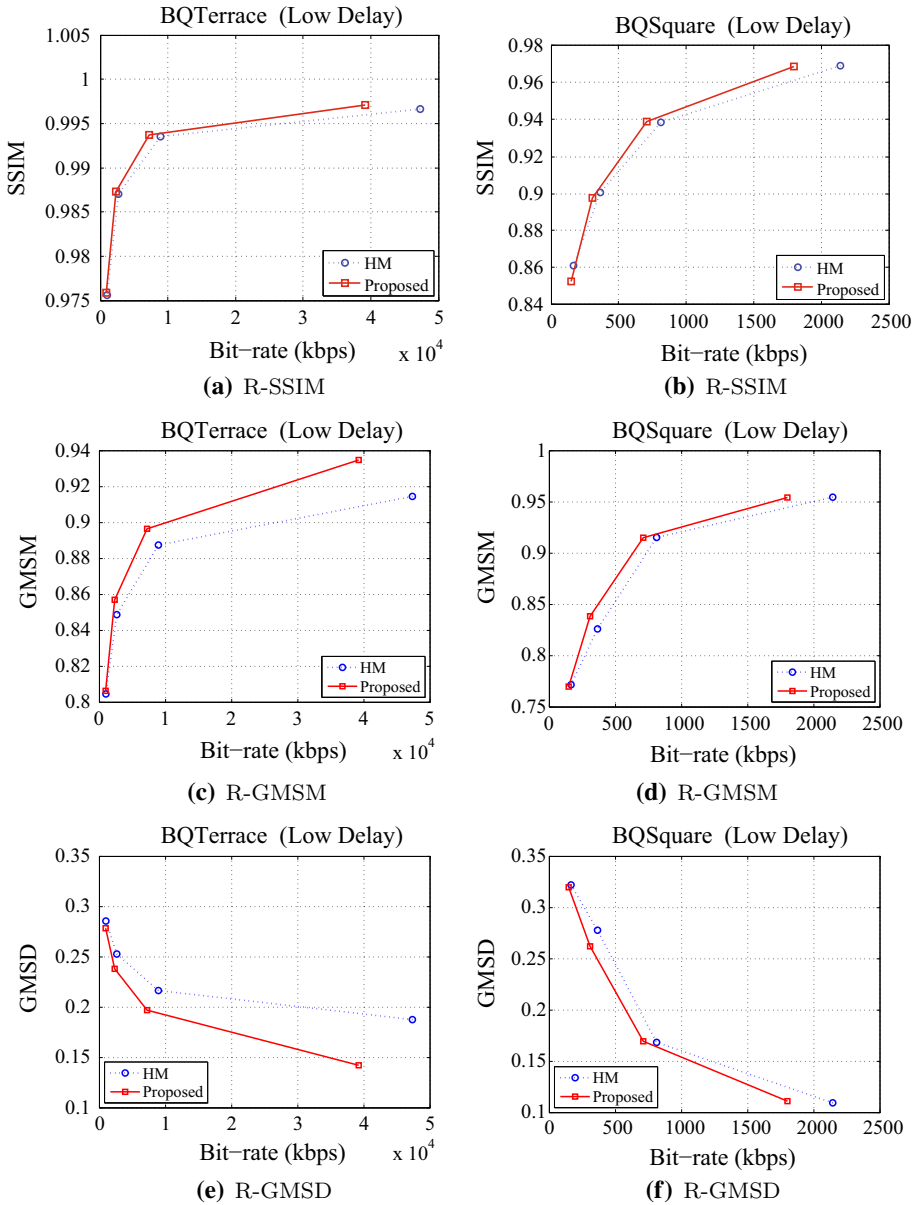 BQTerrace (Low Delay)
1.005
1
0.995
0.99
0.985
0.98
0.975
SSIM
HM
Proposed
0 1 2 3 4 5
Bit−rate (kbps) x 10^4
(a) R-SSIM
BQSquare (Low Delay)
0.98
0.96
0.94
0.92
0.9
0.88
0.86
0.84
SSIM
HM
Proposed
0 500 1000 1500 2000 2500
Bit−rate (kbps)
(b) R-SSIM
BQTerrace (Low Delay)
0.94
0.92
0.9
0.88
0.86
0.84
0.82
0.8
GMSM
HM
Proposed
0 1 2 3 4 5
Bit−rate (kbps) x 10^4
(c) R-GMSM
BQSquare (Low Delay)
1
0.95
0.9
0.85
0.8
0.75
GMSM
HM
Proposed
0 500 1000 1500 2000 2500
Bit−rate (kbps)
(d) R-GMSM
BQTerrace (Low Delay)
0.35
0.3
0.25
0.2
0.15
0.1
GMSD
HM
Proposed
0 1 2 3 4 5
Bit−rate (kbps) x 10^4
(e) R-GMSD
BQSquare (Low Delay)
0.35
0.3
0.25
0.2
0.15
0.1
GMSD
HM
Proposed
0 500 1000 1500 2000 2500
Bit−rate (kbps)
(f) R-GMSD